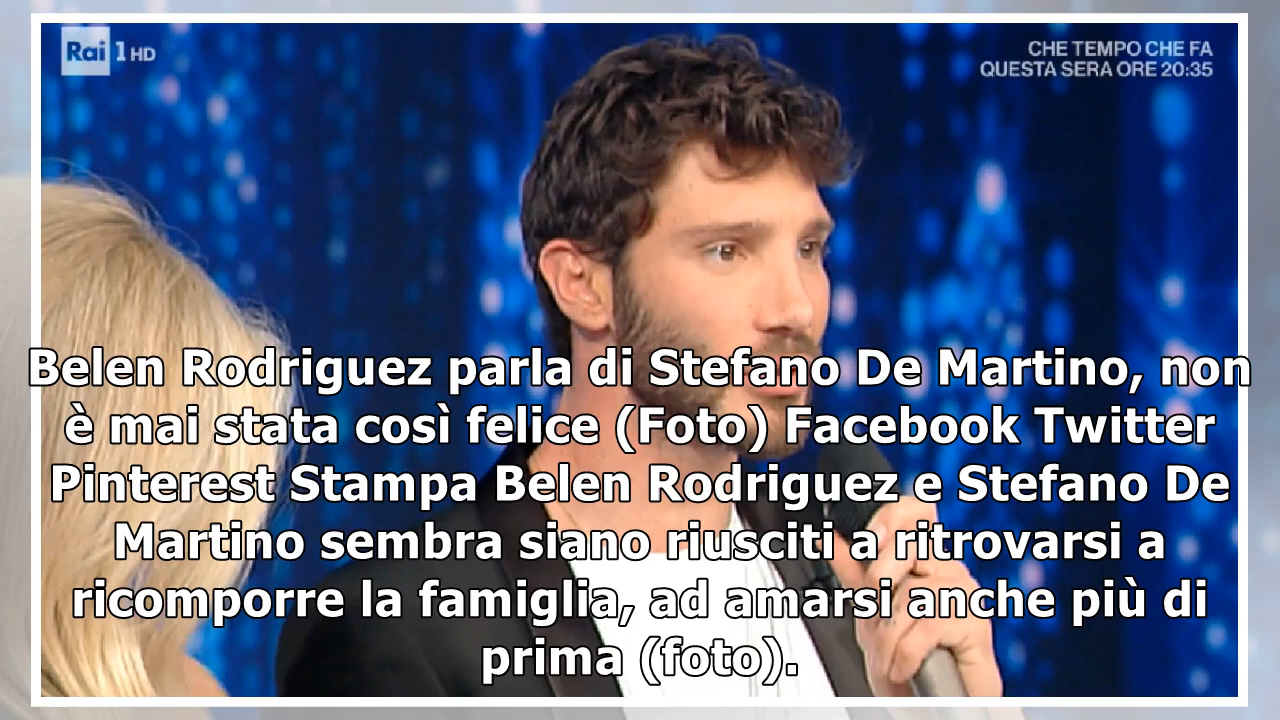 Rai 1 HD
CHE TEMPO CHE FA
QUESTA SERA ORE 20:35
Belen Rodriguez parla di Stefano De Martino, non
è mai stata così felice (Foto) Facebook Twitter
Pinterest Stampa Belen Rodriguez e Stefano De
Martino sembra siano riusciti a ritrovarsi a
ricomporre la famiglia, ad amarsi anche più di
prima (foto).